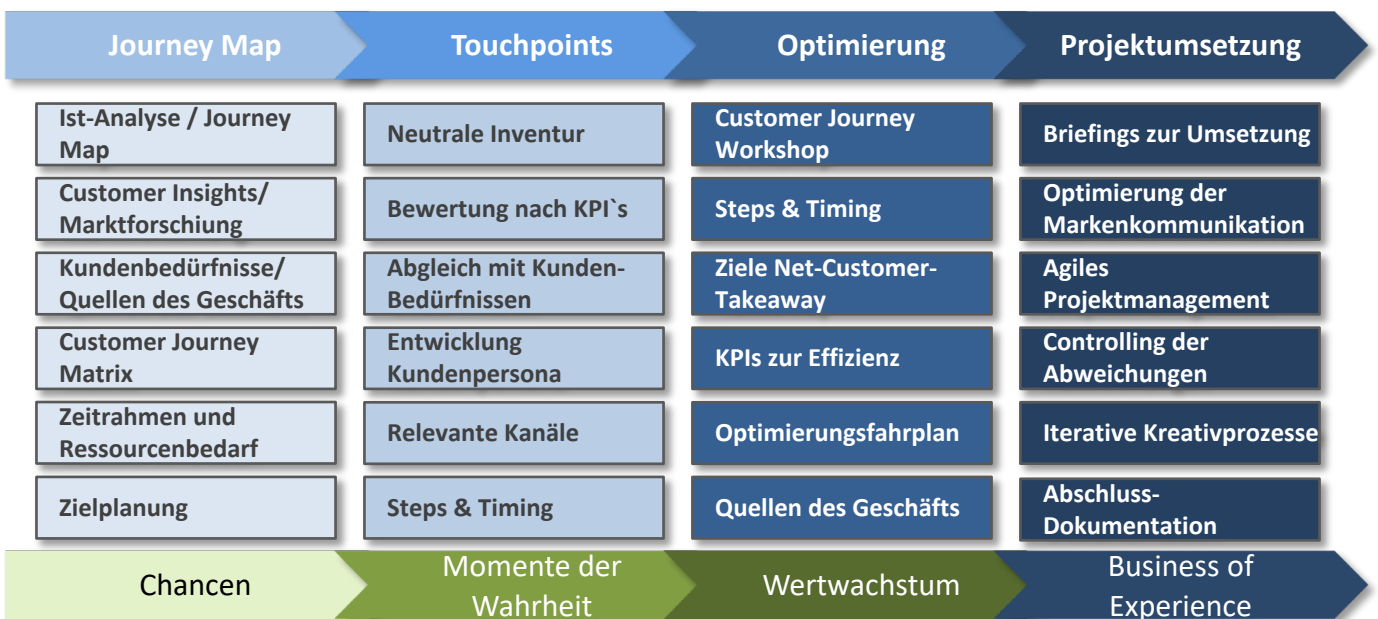 Journey Map
Touchpoints
Optimierung
Projektumsetzung
Ist-Analyse / Journey
Map
Neutrale Inventur
Customer Journey
Workshop
Briefings zur Umsetzung
Customer Insights/
Marktforschiung
Bewertung nach KPI`s
Steps & Timing
Optimierung der
Markenkommunikation
Kundenbedürfnisse/
Quellen des Geschäfts
Abgleich mit Kunden-
Bedürfnissen
Ziele Net-Customer-
Takeaway
Agiles
Projektmanagement
Customer Journey
Matrix
Entwicklung
Kundenpersona
KPIs zur Effizienz
Controlling der
Abweichungen
Zeitrahmen und
Ressourcenbedarf
Relevante Kanäle
Optimierungsfahrplan
Iterative Kreativprozesse
Zielplanung
Steps & Timing
Quellen des Geschäfts
Abschluss-
Dokumentation
Chancen
Momente der
Wahrheit
Wertwachstum
Business of
Experience